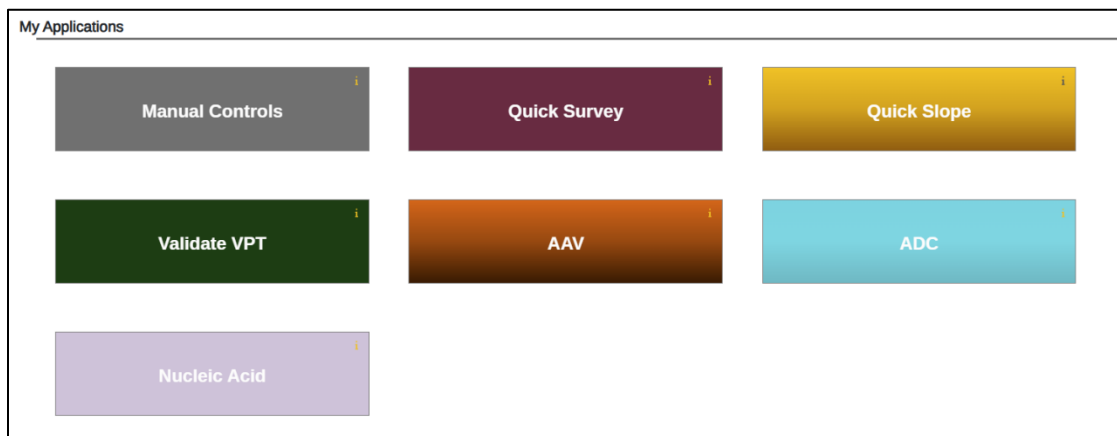 My Applications
i
i
i
Manual Controls
Quick Survey
Quick Slope
i
i
i
Validate VPT
AAV
ADC
i
Nucleic Acid